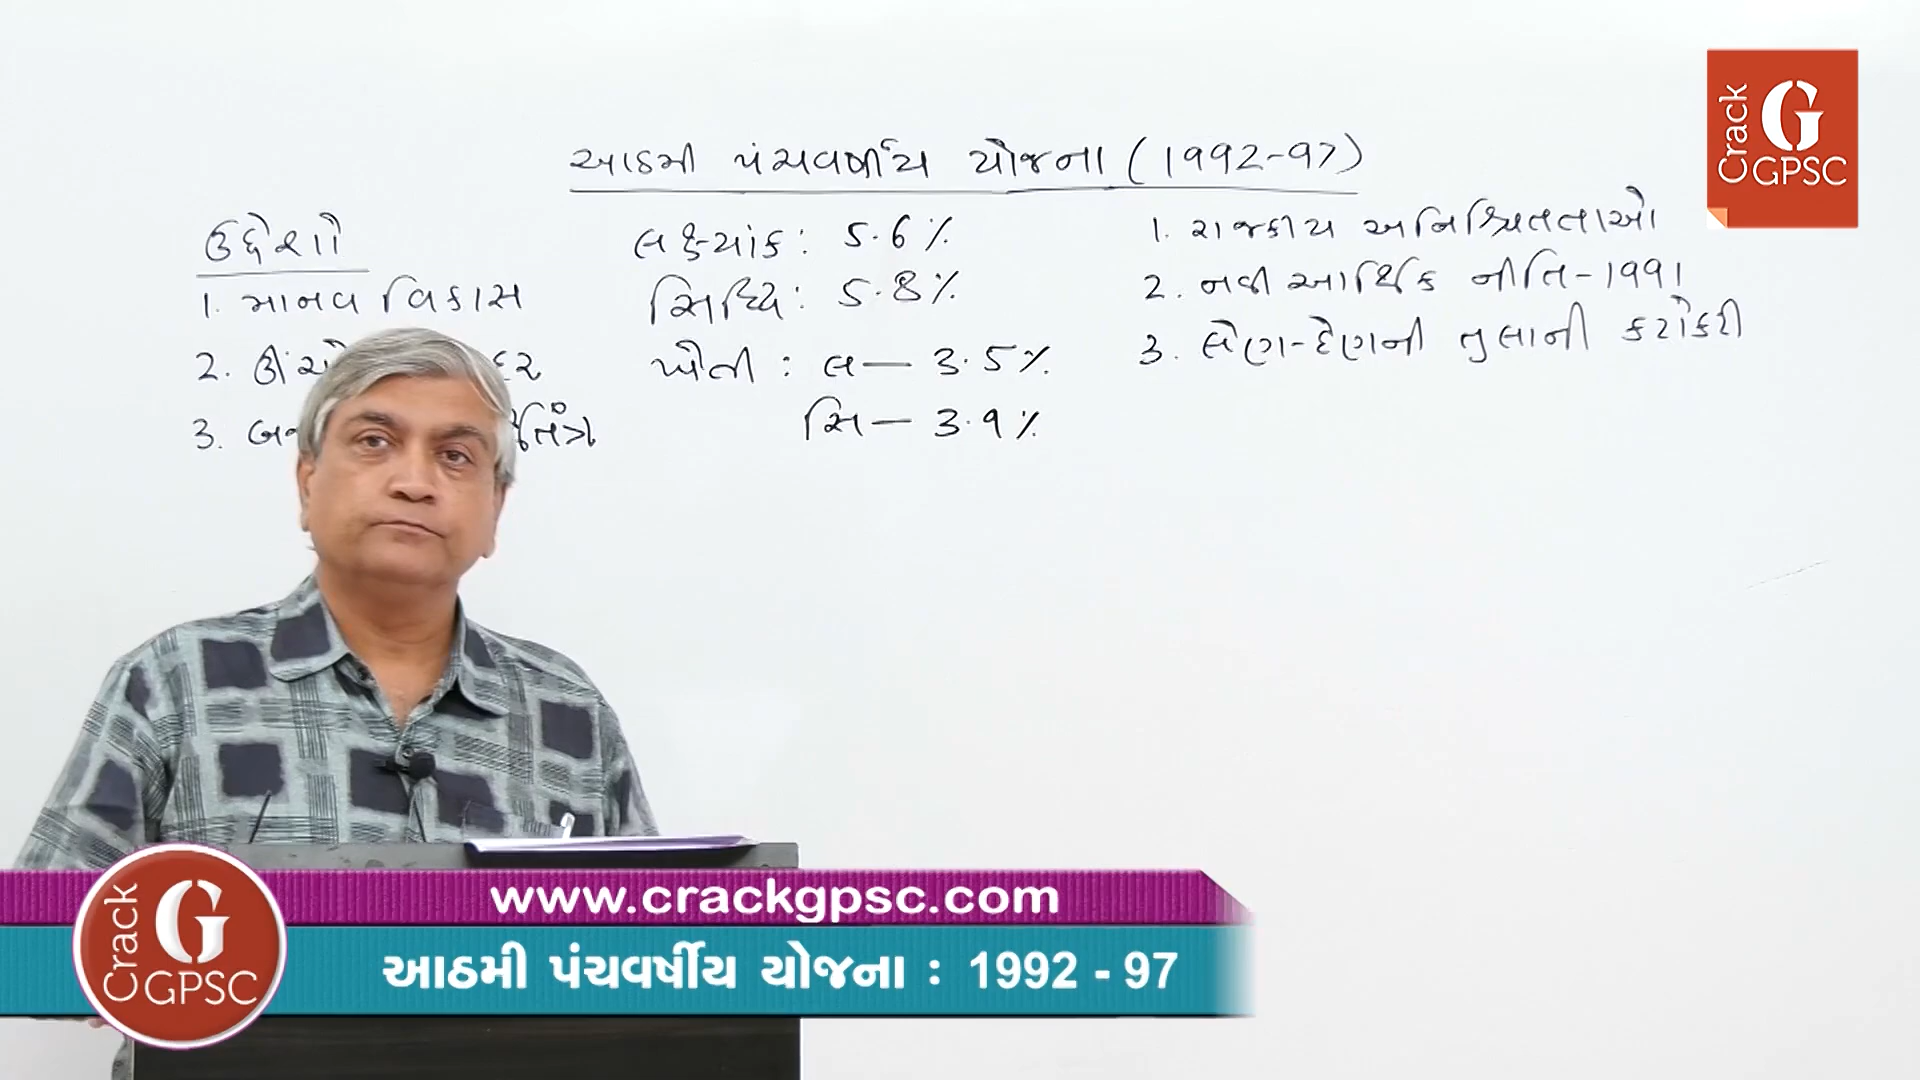 આઠમી પંચવર્ષીય યોજના (1992-97)
ઉદ્દેશો
1. માનવ વિકાસ
2. દર
3.
લક્ષ્યાંક: 5.6%
સિધ્ધિ: 5.8%
ખેતી: લ— 3.5%
સિ— 3.9%
1. રાજકીય અનિશ્ચિતતાઓ
2. નવી આર્થિક નીતિ-1991
3. લેણ-દેણની તુલાની કટોકટી
Crack
GPSC
www.crackgpsc.com
આઠમી પંચવર્ષીય યોજના : 1992 - 97
Crack
GPSC